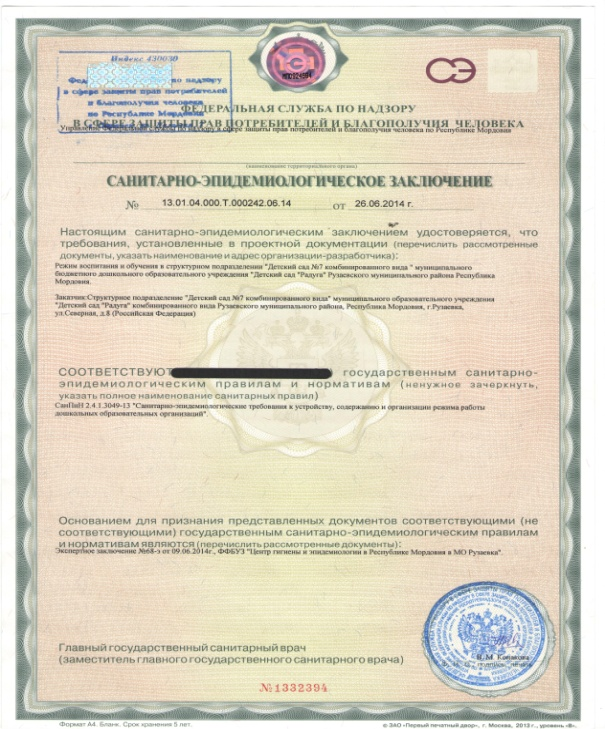 Индекс 430030
по надзору
в сфере защиты прав потребителей
и благополучия человека
по Республике Мордовия
СЭ
ФЕДЕРАЛЬНАЯ СЛУЖБА ПО НАДЗОРУ
В СФЕРЕ ЗАЩИТЫ ПРАВ ПОТРЕБИТЕЛЕЙ И БЛАГОПОЛУЧИЯ ЧЕЛОВЕКА
Управление Федеральной службы по надзору в сфере защиты прав потребителей и благополучия человека по Республике Мордовия
(наименование территориального органа)
САНИТАРНО-ЭПИДЕМИОЛОГИЧЕСКОЕ ЗАКЛЮЧЕНИЕ
№ 13.01.04.000.Т.000242.06.14 от 26.06.2014 г.
Настоящим санитарно-эпидемиологическим заключением удостоверяется, что
требования, установленные в проектной документации (перечислить рассмотренные
документы, указать наименование и адрес организации-разработчика):
Режим воспитания и обучения в структурном подразделении "Детский сад №7 комбинированного вида " муниципального
бюджетного дошкольного образовательного учреждения "Детский сад "Радуга" Рузаевского муниципального района Республика
Мордовия.
Заказчик:Структурное подразделение "Детский сад №7 комбинированного вида" муниципального образовательного учреждения
"Детский сад "Радуга" комбинированного вида Рузаевского муниципального района, Республика Мордовия, г.Рузаевка,
ул.Северная, д.8 (Российская Федерация)
СООТВЕТСТВУЮТ государственным санитарно-
эпидемиологическим правилам и нормативам (ненужное зачеркнуть,
указать полное наименование санитарных правил)
СанПиН 2.4.1.3049-13 "Санитарно-эпидемиологические требования к устройству, содержанию и организации режима работы
дошкольных образовательных организаций".
Основанием для признания представленных документов соответствующими (не
соответствующими) государственным санитарно-эпидемиологическим правилам
и нормативам являются (перечислить рассмотренные документы):
Экспертное заключение №68-э от 09.06.2014г., ФФБУЗ "Центр гигиены и эпидемиологии в Республике Мордовия в МО Рузаевка".
Главный государственный санитарный врач
(заместитель главного государственного санитарного врача)
№1332394
Формат А4. Бланк. Срок хранения 5 лет.
© ЗАО «Первый печатный двор», г. Москва, 2013 г., уровень «В».